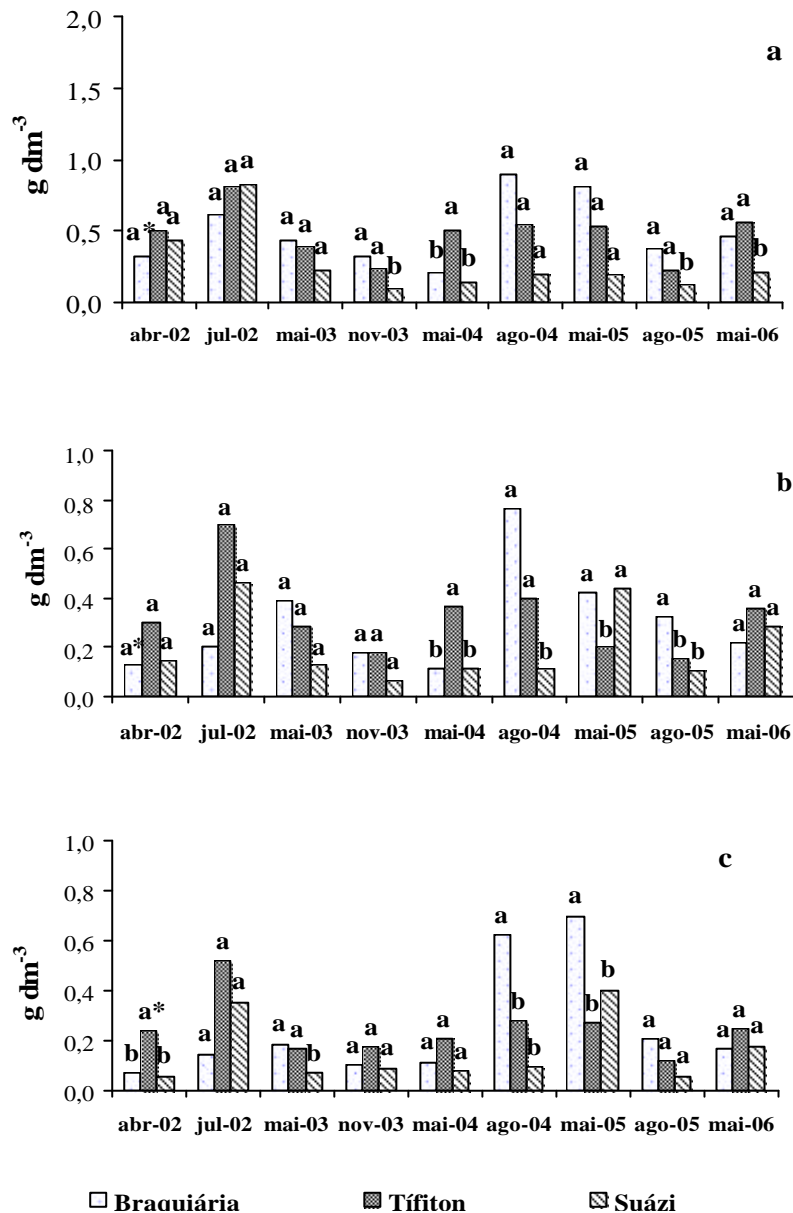 2,0
a
1,5
g dm-3
1,0
0,5
0,0
a* a a
a a a
a a a
a a b
b a b
a a a
a a a
a a b
a a b
abr-02 jul-02 mai-03 nov-03 mai-04 ago-04 mai-05 ago-05 mai-06
1,0
b
0,8
g dm-3
0,6
0,4
0,2
0,0
a* a a
a a a
a a a
a a a
b a b
a a b
a b a
a b b
a a a
abr-02 jul-02 mai-03 nov-03 mai-04 ago-04 mai-05 ago-05 mai-06
1,0
c
0,8
g dm-3
0,6
0,4
0,2
0,0
b a* b
a a a
a a b
a a a
a a a
a b b
a b b
a a a
a a a
abr-02 jul-02 mai-03 nov-03 mai-04 ago-04 mai-05 ago-05 mai-06
Braquiária Tífiton Suázi